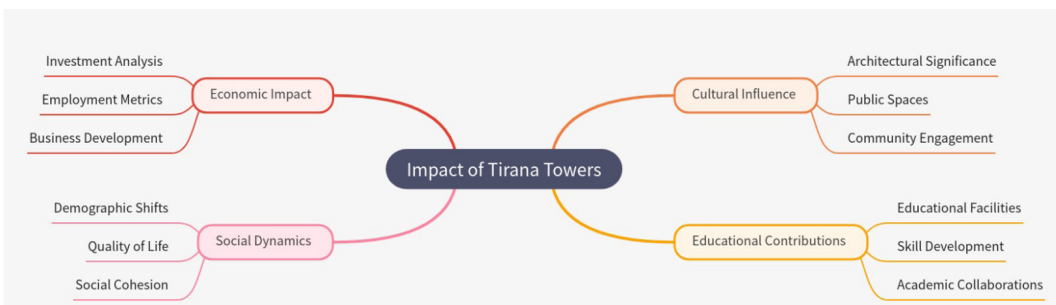 Impact of Tirana Towers
Economic Impact
Investment Analysis
Employment Metrics
Business Development
Cultural Influence
Architectural Significance
Public Spaces
Community Engagement
Social Dynamics
Demographic Shifts
Quality of Life
Social Cohesion
Educational Contributions
Educational Facilities
Skill Development
Academic Collaborations